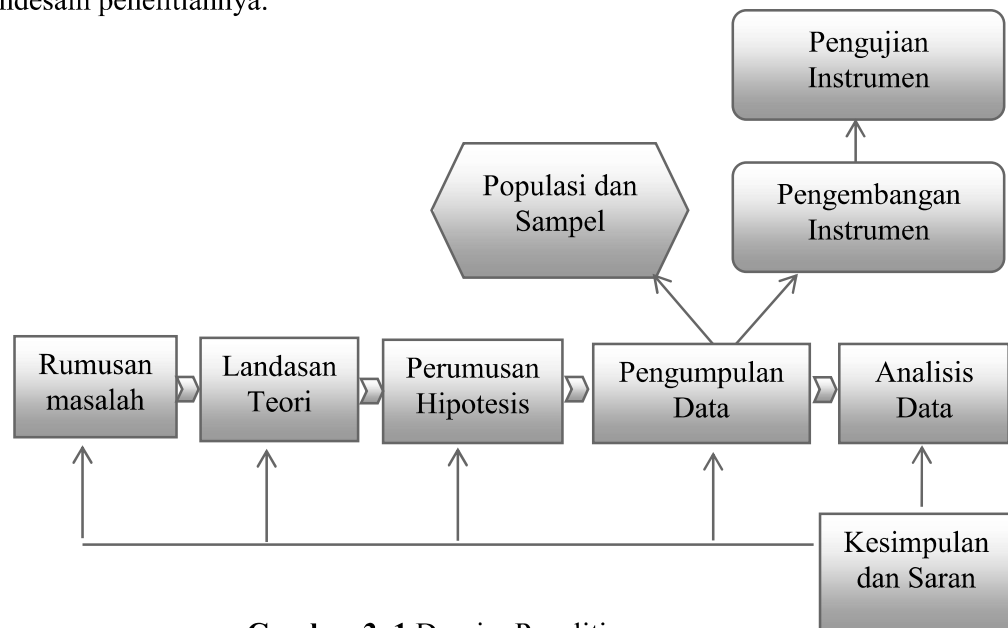 penelitiannya.
Pengujian
Instrumen
Populasi dan
Sampel
Pengembangan
Instrumen
Rumusan
masalah
Landasan
Teori
Perumusan
Hipotesis
Pengumpulan
Data
Analisis
Data
Kesimpulan
dan Saran